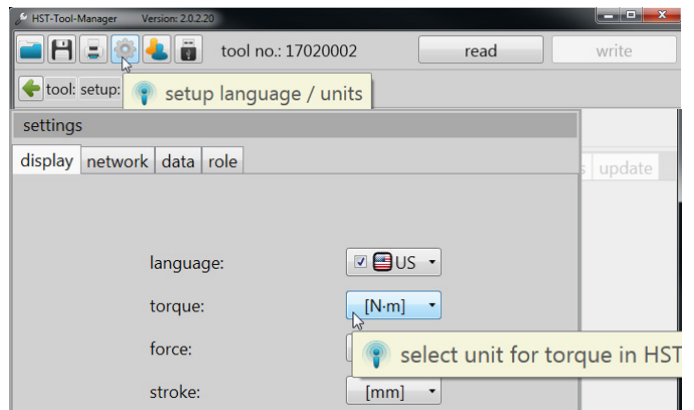 HST-Tool-Manager Version: 2.0.2.20
tool no.: 17020002 read write
tool: setup: setup language / units
settings
display network data role s update
language: US
torque: [N·m]
force: select unit for torque in HST
stroke: [mm]